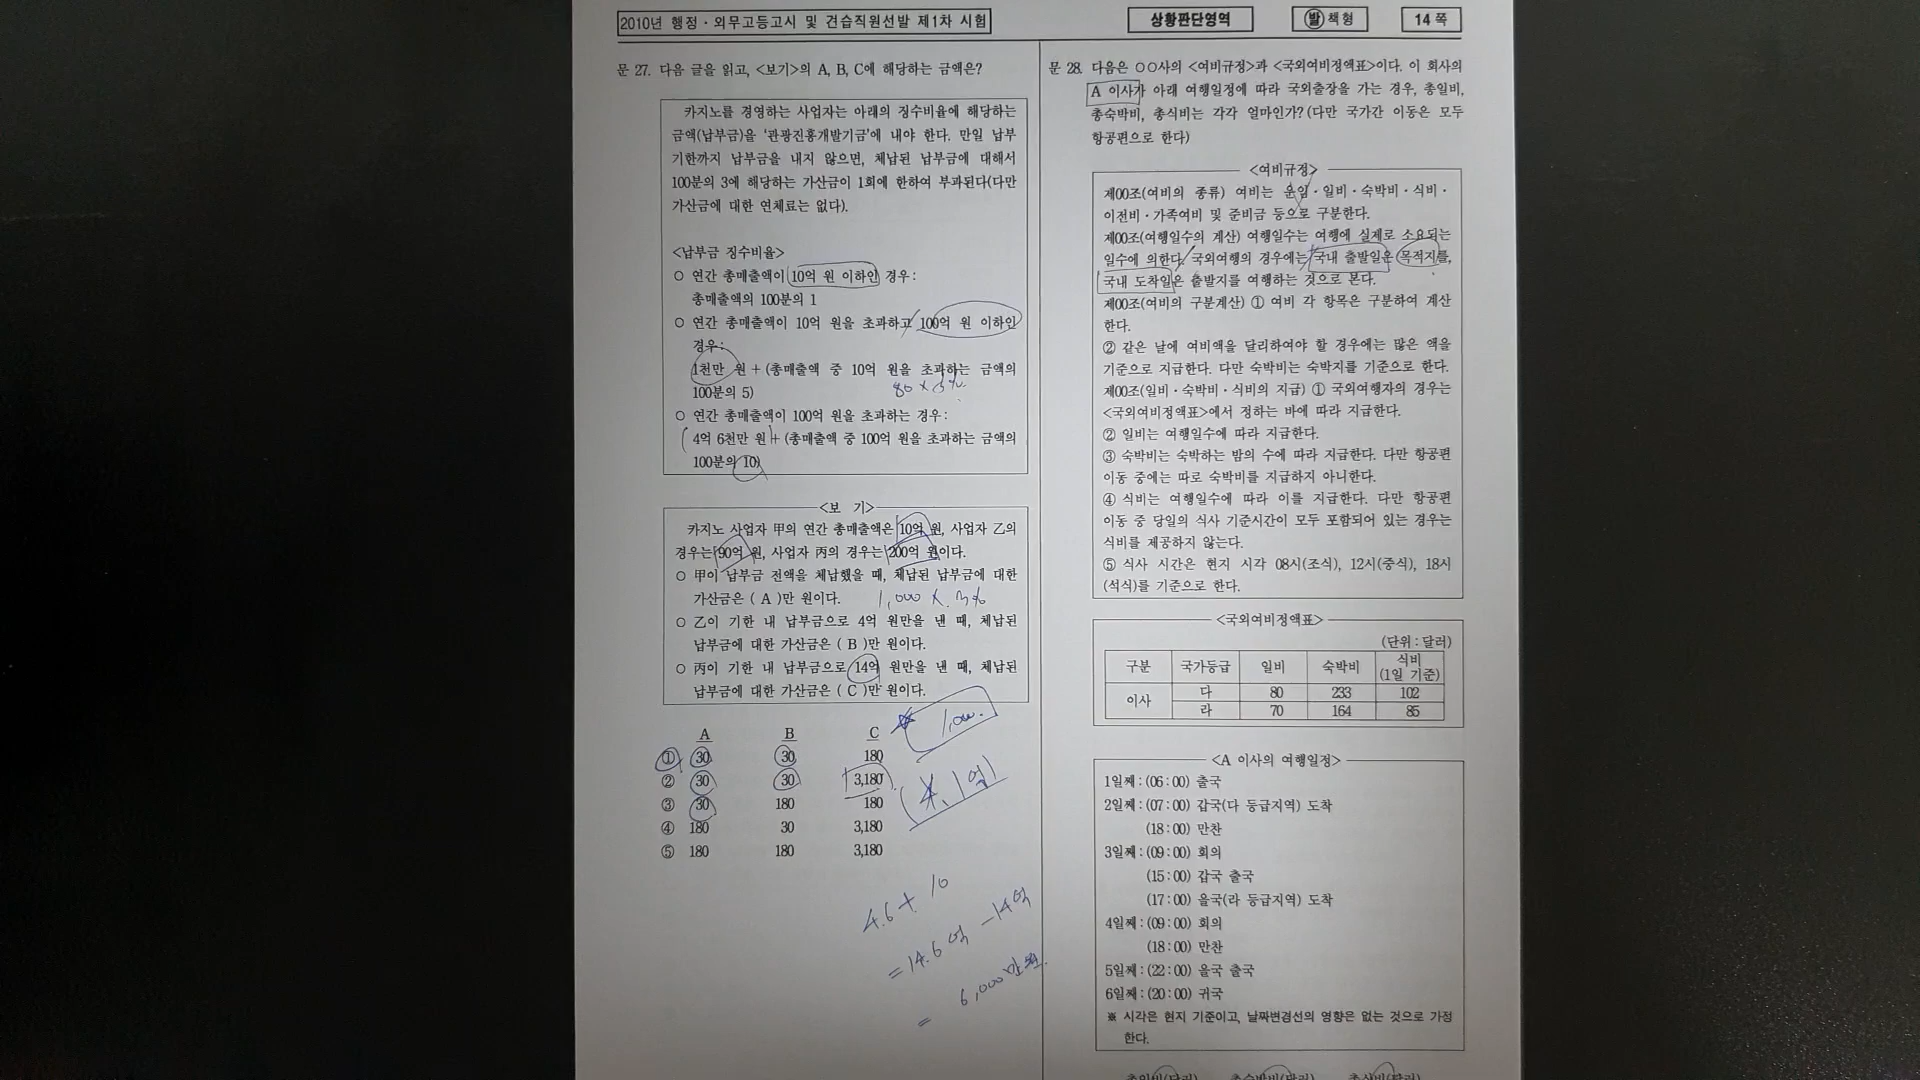 2010년 행정·외무고등고시 및 견습직원선발 제1차 시험
상황판단영역
발 책형
14쪽
문 27. 다음 글을 읽고, <보기>의 A, B, C에 해당하는 금액은?
카지노를 경영하는 사업자는 아래의 징수비율에 해당하는
금액(납부금)을 '관광진흥개발기금'에 내야 한다. 만일 납부
기한까지 납부금을 내지 않으면, 체납된 납부금에 대해서
100분의 3에 해당하는 가산금이 1회에 한하여 부과된다(다만
가산금에 대한 연체료는 없다).
<납부금 징수비율>
○ 연간 총매출액이 10억 원 이하인 경우:
총매출액의 100분의 1
○ 연간 총매출액이 10억 원을 초과하고 100억 원 이하인
경우:
1천만 원 + (총매출액 중 10억 원을 초과하는 금액의
100분의 5)
80 × 5%
○ 연간 총매출액이 100억 원을 초과하는 경우:
4억 6천만 원 + (총매출액 중 100억 원을 초과하는 금액의
100분의 10)
<보 기>
카지노 사업자 甲의 연간 총매출액은 10억 원, 사업자 乙의
경우는 90억 원, 사업자 丙의 경우는 200억 원이다.
○ 甲이 납부금 전액을 체납했을 때, 체납된 납부금에 대한
가산금은 ( A )만 원이다.
1,000 × 3%
○ 乙이 기한 내 납부금으로 4억 원만을 낸 때, 체납된
납부금에 대한 가산금은 ( B )만 원이다.
○ 丙이 기한 내 납부금으로 14억 원만을 낸 때, 체납된
납부금에 대한 가산금은 ( C )만 원이다.
1,000.
A B C
① 30 30 180
② 30 30 3,180
③ 30 180 180
④ 180 30 3,180
⑤ 180 180 3,180
4.1억
4.6 + 10
= 14.6억 - 14억
= 6,000만원.
문 28. 다음은 ○○사의 <여비규정>과 <국외여비정액표>이다. 이 회사의
A 이사가 아래 여행일정에 따라 국외출장을 가는 경우, 총일비,
총숙박비, 총식비는 각각 얼마인가? (다만 국가간 이동은 모두
항공편으로 한다)
<여비규정>
제00조(여비의 종류) 여비는 운임·일비·숙박비·식비·
이전비·가족여비 및 준비금 등으로 구분한다.
제00조(여행일수의 계산) 여행일수는 여행에 실제로 소요되는
일수에 의한다. 국외여행의 경우에는 국내 출발일은 목적지를,
국내 도착일은 출발지를 여행하는 것으로 본다.
제00조(여비의 구분계산) ① 여비 각 항목은 구분하여 계산
한다.
② 같은 날에 여비액을 달리하여야 할 경우에는 많은 액을
기준으로 지급한다. 다만 숙박비는 숙박지를 기준으로 한다.
제00조(일비·숙박비·식비의 지급) ① 국외여행자의 경우는
<국외여비정액표>에서 정하는 바에 따라 지급한다.
② 일비는 여행일수에 따라 지급한다.
③ 숙박비는 숙박하는 밤의 수에 따라 지급한다. 다만 항공편
이동 중에는 따로 숙박비를 지급하지 아니한다.
④ 식비는 여행일수에 따라 이를 지급한다. 다만 항공편
이동 중 당일의 식사 기준시간이 모두 포함되어 있는 경우는
식비를 제공하지 않는다.
⑤ 식사 시간은 현지 시각 08시(조식), 12시(중식), 18시
(석식)를 기준으로 한다.
<국외여비정액표>
(단위 : 달러)
구분 국가등급 일비 숙박비 식비(1일 기준)
이사 다 80 233 102
라 70 164 85
<A 이사의 여행일정>
1일째 : (06 : 00) 출국
2일째 : (07 : 00) 갑국(다 등급지역) 도착
(18 : 00) 만찬
3일째 : (09 : 00) 회의
(15 : 00) 갑국 출국
(17 : 00) 을국(라 등급지역) 도착
4일째 : (09 : 00) 회의
(18 : 00) 만찬
5일째 : (22 : 00) 을국 출국
6일째 : (20 : 00) 귀국
※ 시각은 현지 기준이고, 날짜변경선의 영향은 없는 것으로 가정
한다.
총일비(달러) 총숙박비(달러) 총식비(달러)